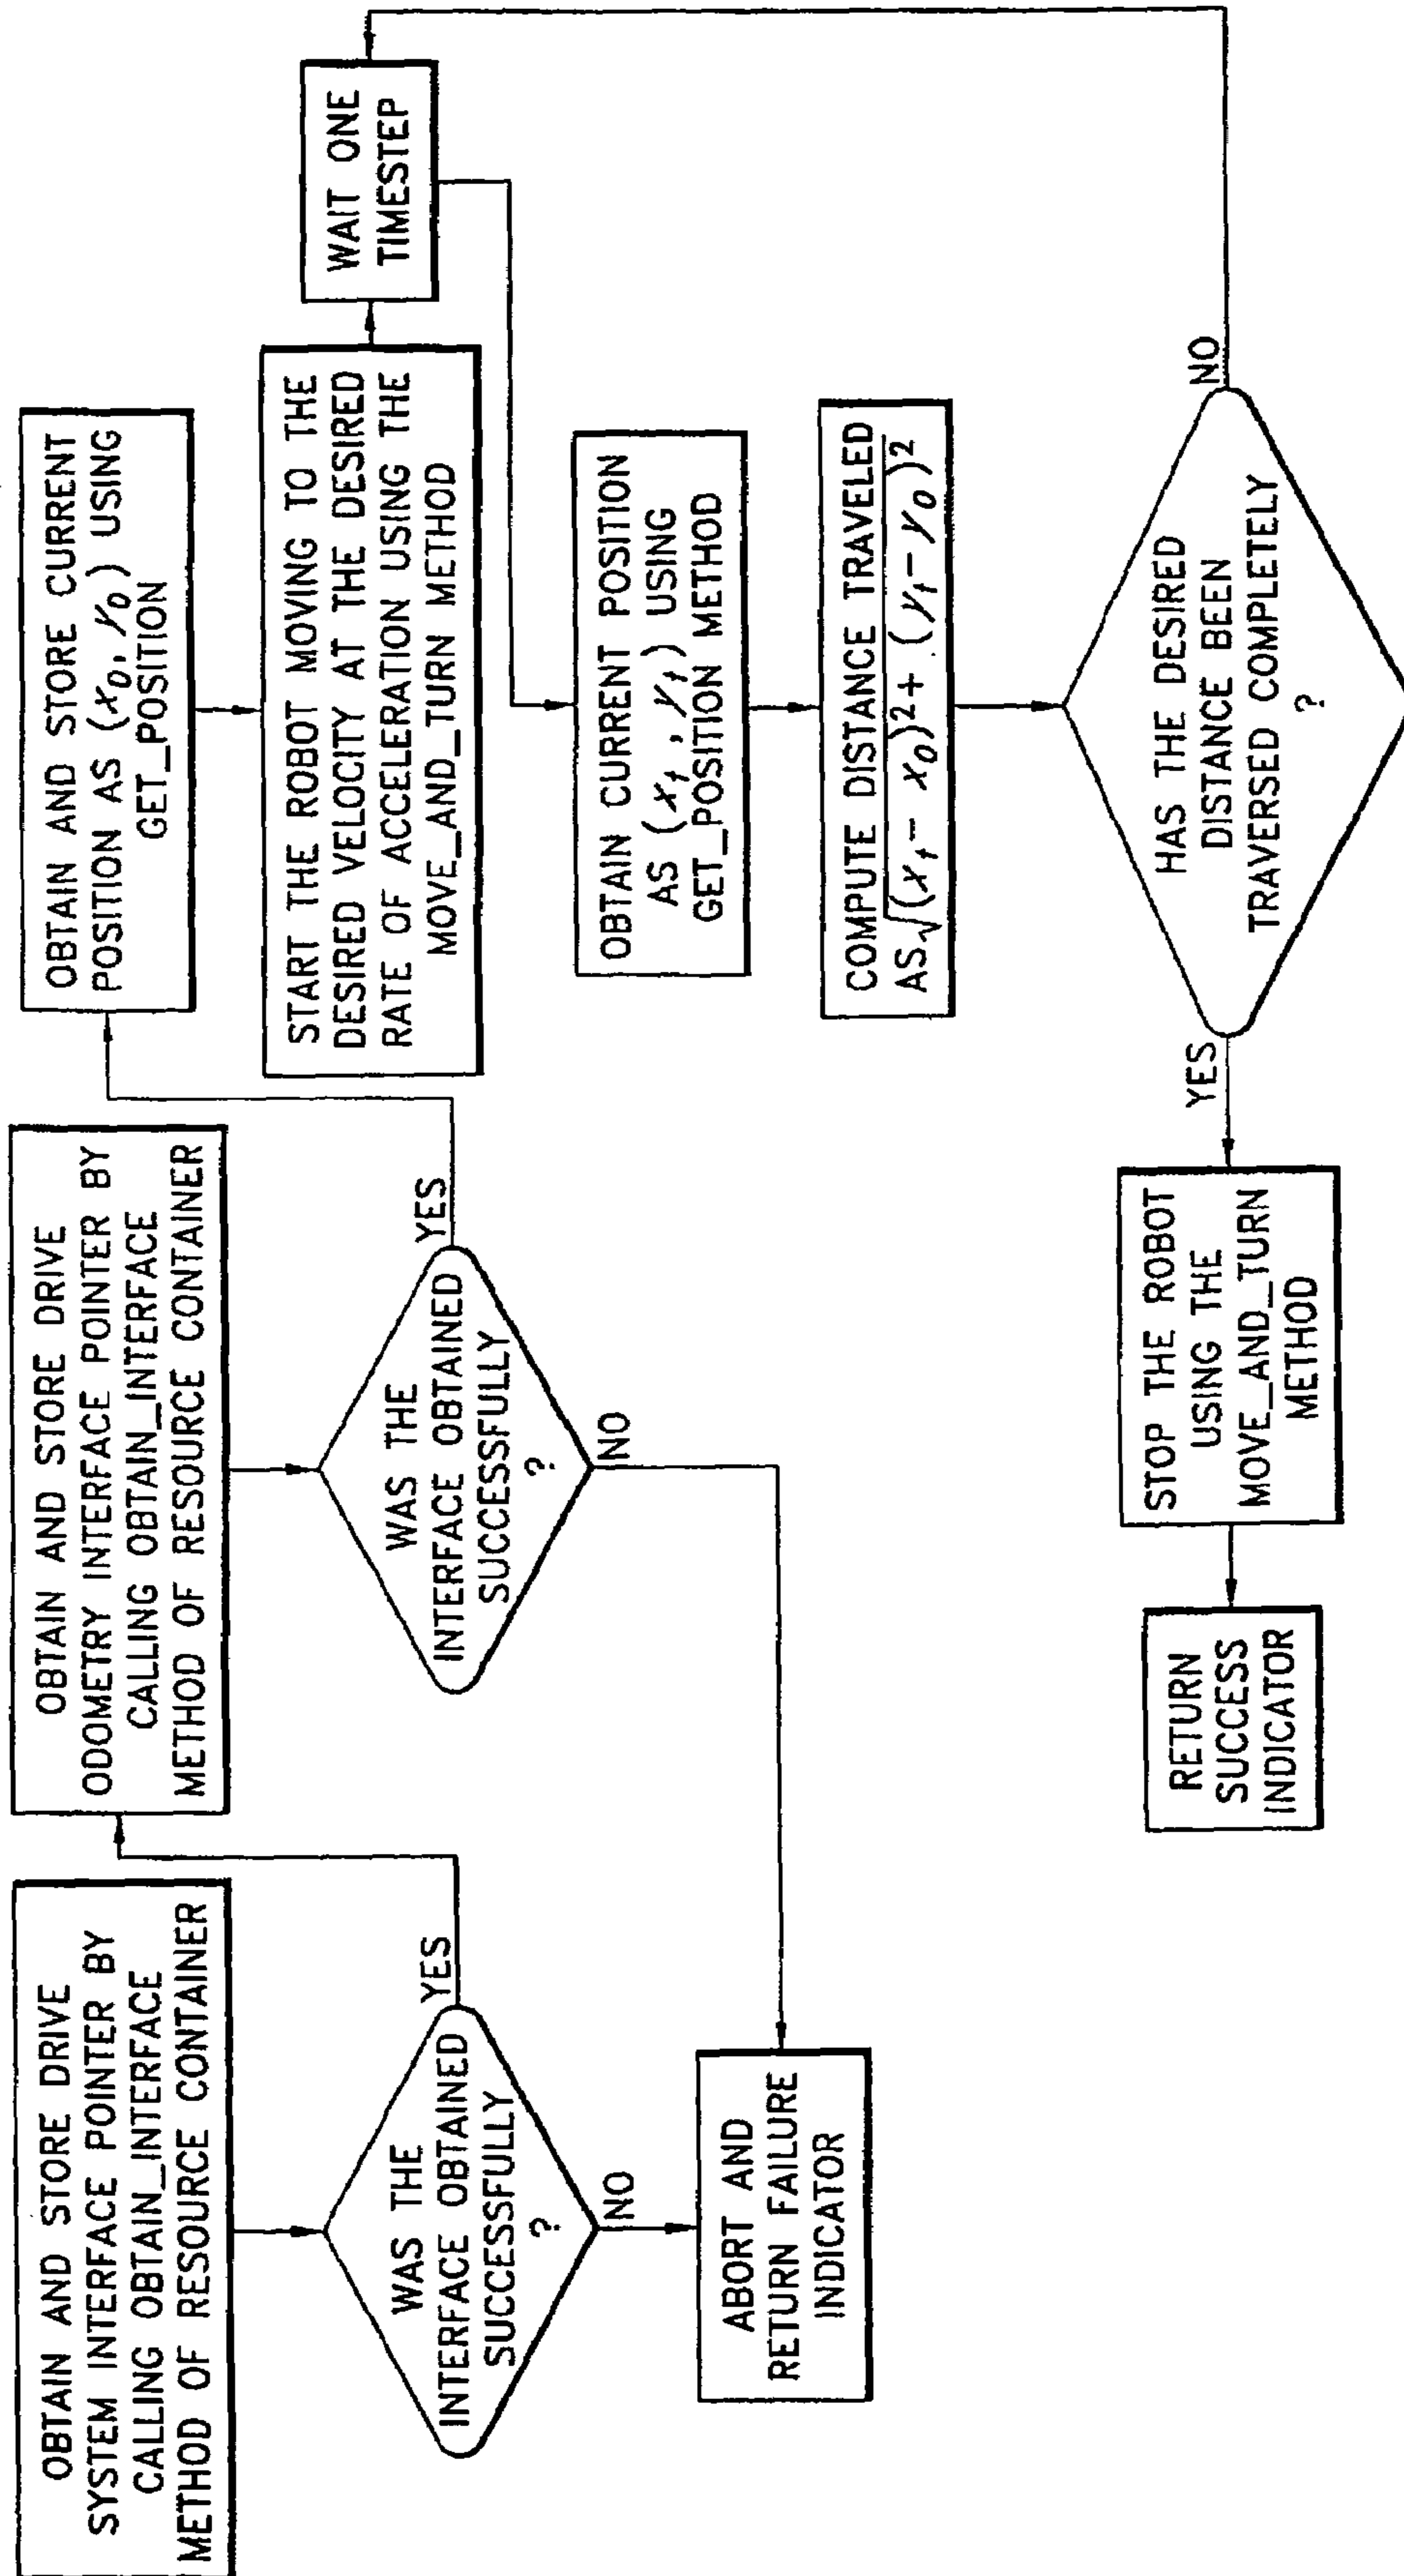 OBTAIN AND STORE DRIVE
SYSTEM INTERFACE POINTER BY
CALLING OBTAIN_INTERFACE
METHOD OF RESOURCE CONTAINER
WAS THE
INTERFACE OBTAINED
SUCCESSFULLY
?
YES
NO
ABORT AND
RETURN FAILURE
INDICATOR
OBTAIN AND STORE DRIVE
ODOMETRY INTERFACE POINTER BY
CALLING OBTAIN_INTERFACE
METHOD OF RESOURCE CONTAINER
WAS THE
INTERFACE OBTAINED
SUCCESSFULLY
?
YES
NO
OBTAIN AND STORE CURRENT
POSITION AS (x₀, y₀) USING
GET_POSITION
START THE ROBOT MOVING TO THE
DESIRED VELOCITY AT THE DESIRED
RATE OF ACCELERATION USING THE
MOVE_AND_TURN METHOD
WAIT ONE
TIMESTEP
OBTAIN CURRENT POSITION
AS (x_t, y_t) USING
GET_POSITION METHOD
COMPUTE DISTANCE TRAVELED
AS √(x_t − x₀)² + (y_t − y₀)²
HAS THE DESIRED
DISTANCE BEEN
TRAVERSED COMPLETELY
?
NO
YES
STOP THE ROBOT
USING THE
MOVE_AND_TURN
METHOD
RETURN
SUCCESS
INDICATOR